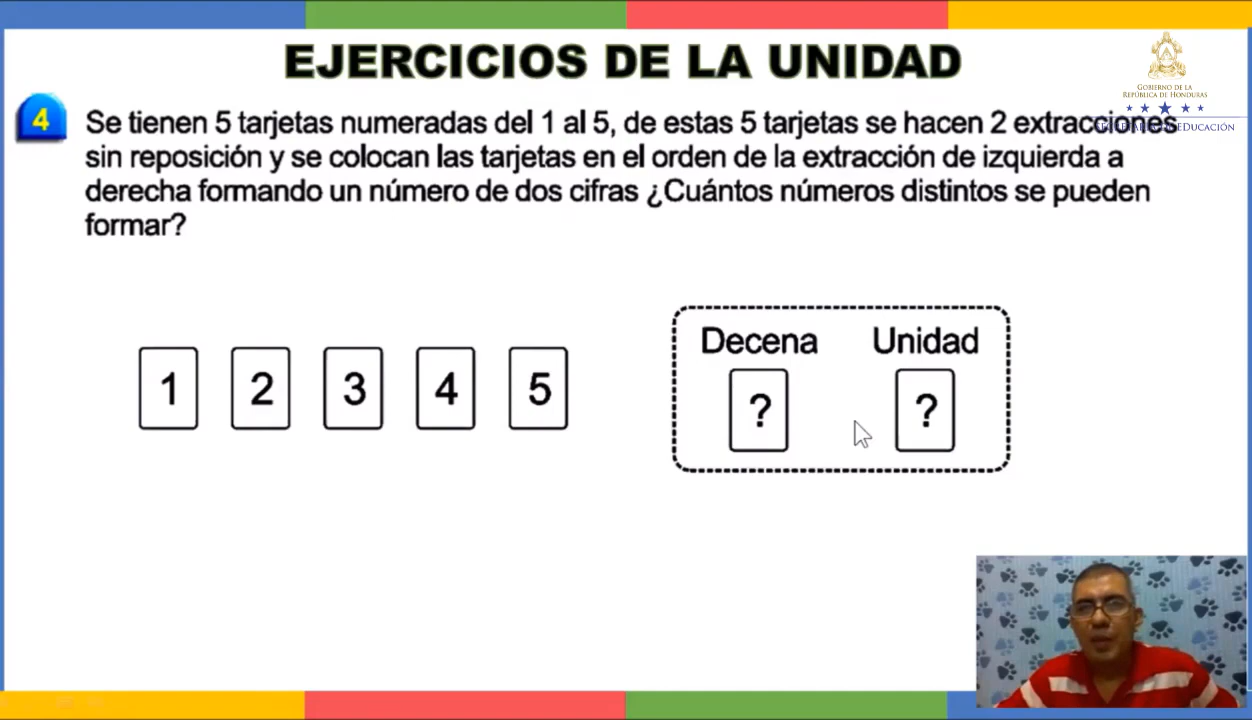 EJERCICIOS DE LA UNIDAD
GOBIERNO DE LA
REPÚBLICA DE HONDURAS
SECRETARÍA DE EDUCACIÓN
4
Se tienen 5 tarjetas numeradas del 1 al 5, de estas 5 tarjetas se hacen 2 extracciones
sin reposición y se colocan las tarjetas en el orden de la extracción de izquierda a
derecha formando un número de dos cifras ¿Cuántos números distintos se pueden
formar?
1 2 3 4 5
Decena Unidad
? ?